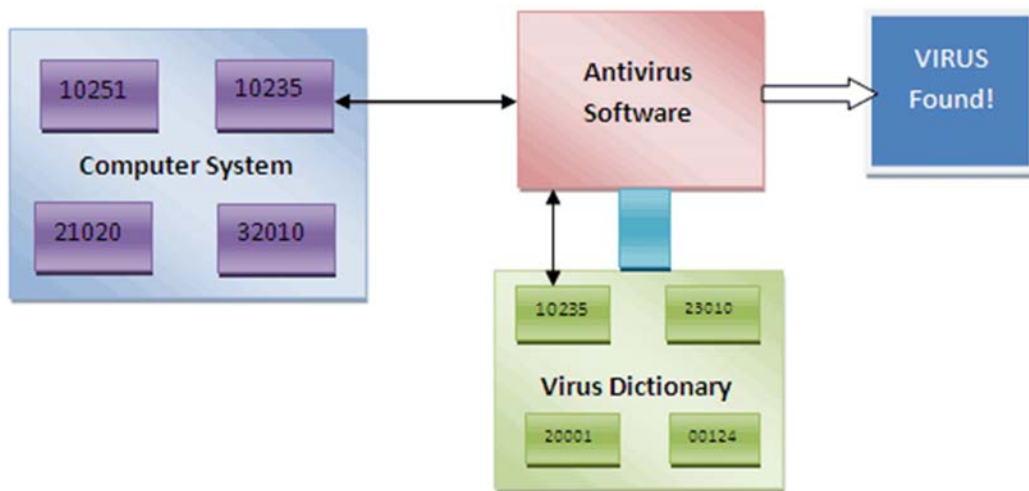 10251
10235
Computer System
21020
32010
Antivirus
Software
VIRUS
Found!
10235
23010
Virus Dictionary
20001
00124